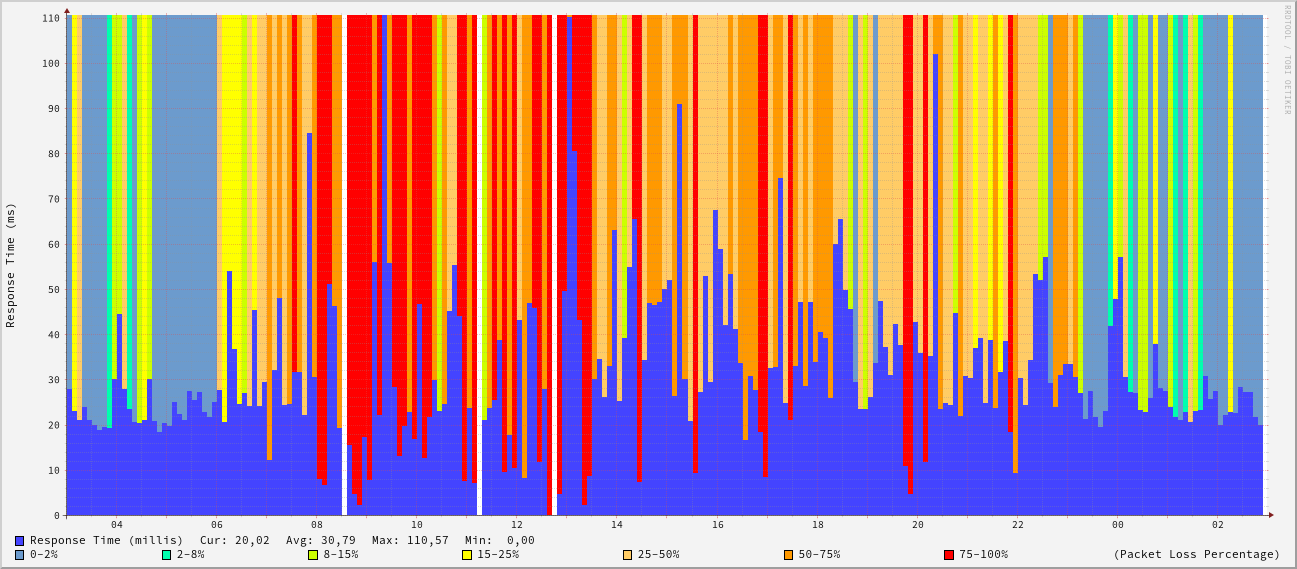 RRDTOOL / TOBI OETIKER
Response Time (ms)
110
100
90
80
70
60
50
40
30
20
10
0
04 06 08 10 12 14 16 18 20 22 00 02
Response Time (millis) Cur: 20,02 Avg: 30,79 Max: 110,57 Min: 0,00
0-2% 2-8% 8-15% 15-25% 25-50% 50-75% 75-100% (Packet Loss Percentage)